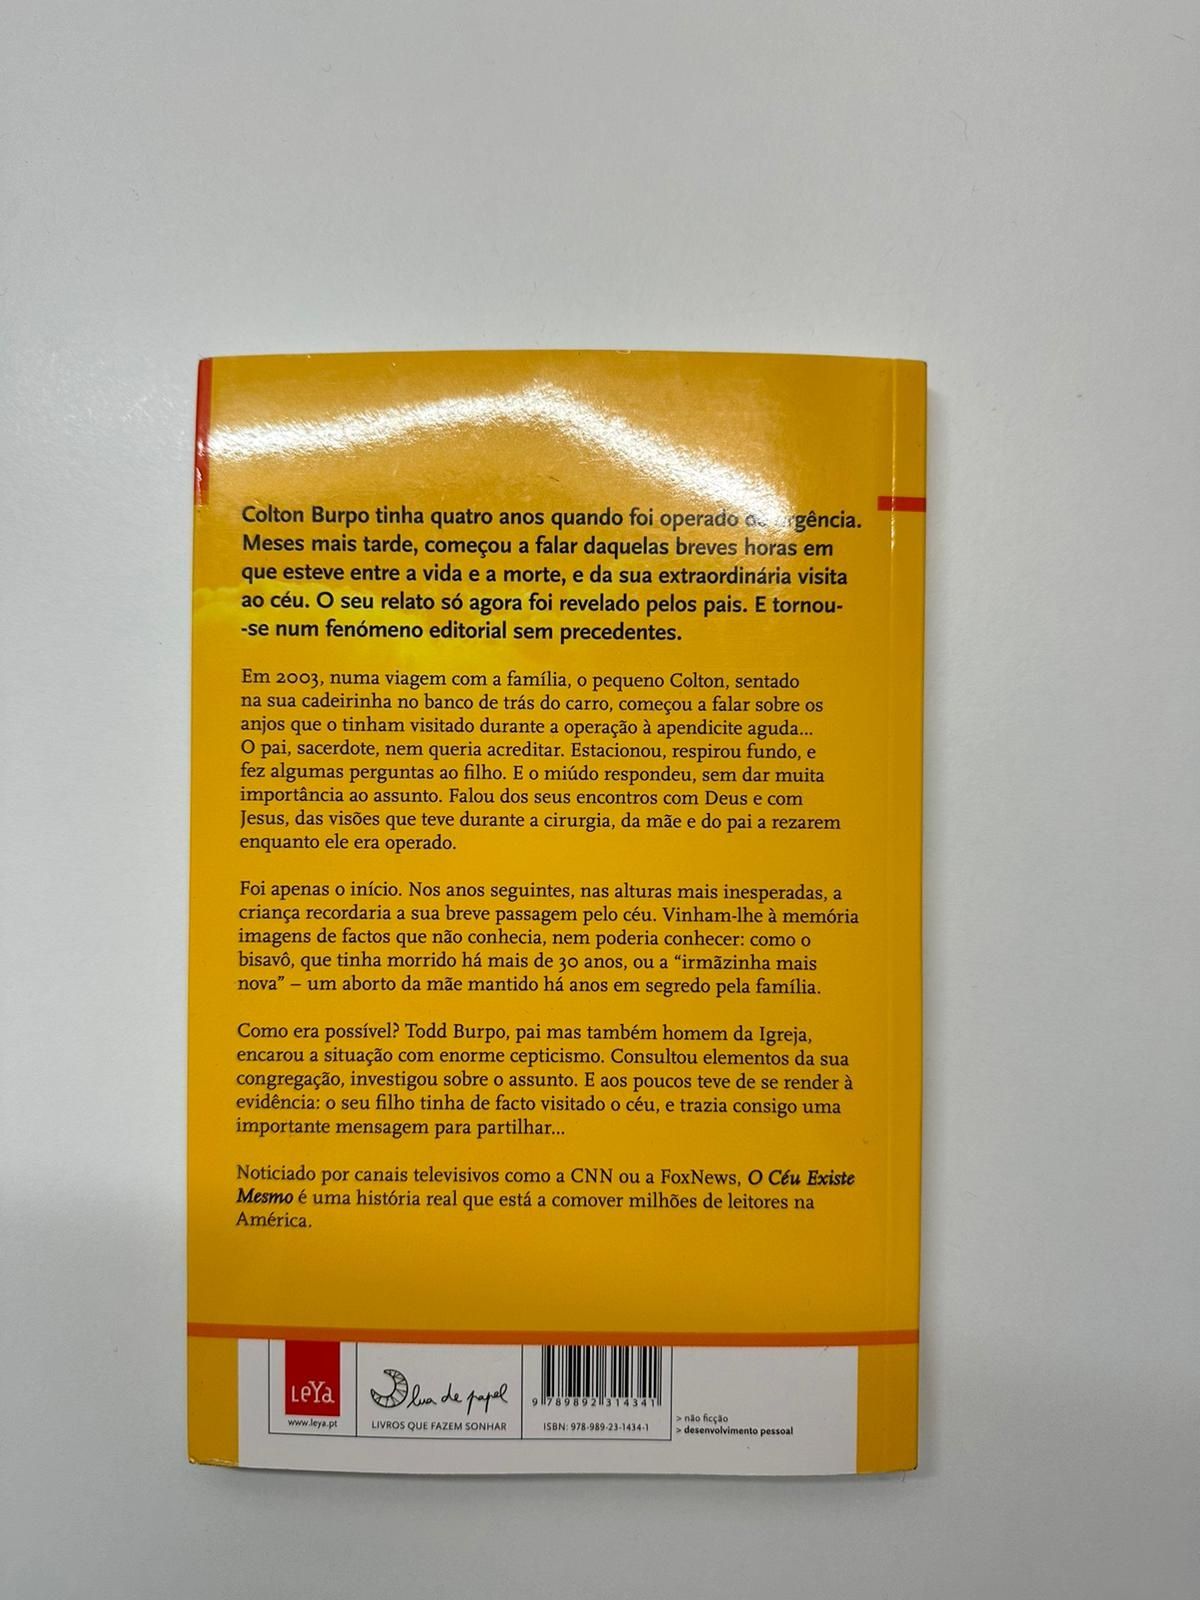 Colton Burpo tinha quatro anos quando foi operado de urgência.
Meses mais tarde, começou a falar daquelas breves horas em
que esteve entre a vida e a morte, e da sua extraordinária visita
ao céu. O seu relato só agora foi revelado pelos pais. E tornou-
-se num fenómeno editorial sem precedentes.
Em 2003, numa viagem com a família, o pequeno Colton, sentado
na sua cadeirinha no banco de trás do carro, começou a falar sobre os
anjos que o tinham visitado durante a operação à apendicite aguda...
O pai, sacerdote, nem queria acreditar. Estacionou, respirou fundo, e
fez algumas perguntas ao filho. E o miúdo respondeu, sem dar muita
importância ao assunto. Falou dos seus encontros com Deus e com
Jesus, das visões que teve durante a cirurgia, da mãe e do pai a rezarem
enquanto ele era operado.
Foi apenas o início. Nos anos seguintes, nas alturas mais inesperadas, a
criança recordaria a sua breve passagem pelo céu. Vinham-lhe à memória
imagens de factos que não conhecia, nem poderia conhecer: como o
bisavô, que tinha morrido há mais de 30 anos, ou a “irmãzinha mais
nova” – um aborto da mãe mantido há anos em segredo pela família.
Como era possível? Todd Burpo, pai mas também homem da Igreja,
encarou a situação com enorme cepticismo. Consultou elementos da sua
congregação, investigou sobre o assunto. E aos poucos teve de se render à
evidência: o seu filho tinha de facto visitado o céu, e trazia consigo uma
importante mensagem para partilhar...
Noticiado por canais televisivos como a CNN ou a FoxNews, O Céu Existe
Mesmo é uma história real que está a comover milhões de leitores na
América.
LeYa
www.leya.pt
lua de papel
LIVROS QUE FAZEM SONHAR
9 789892 314341
ISBN: 978-989-23-1434-1
> não ficção
> desenvolvimento pessoal